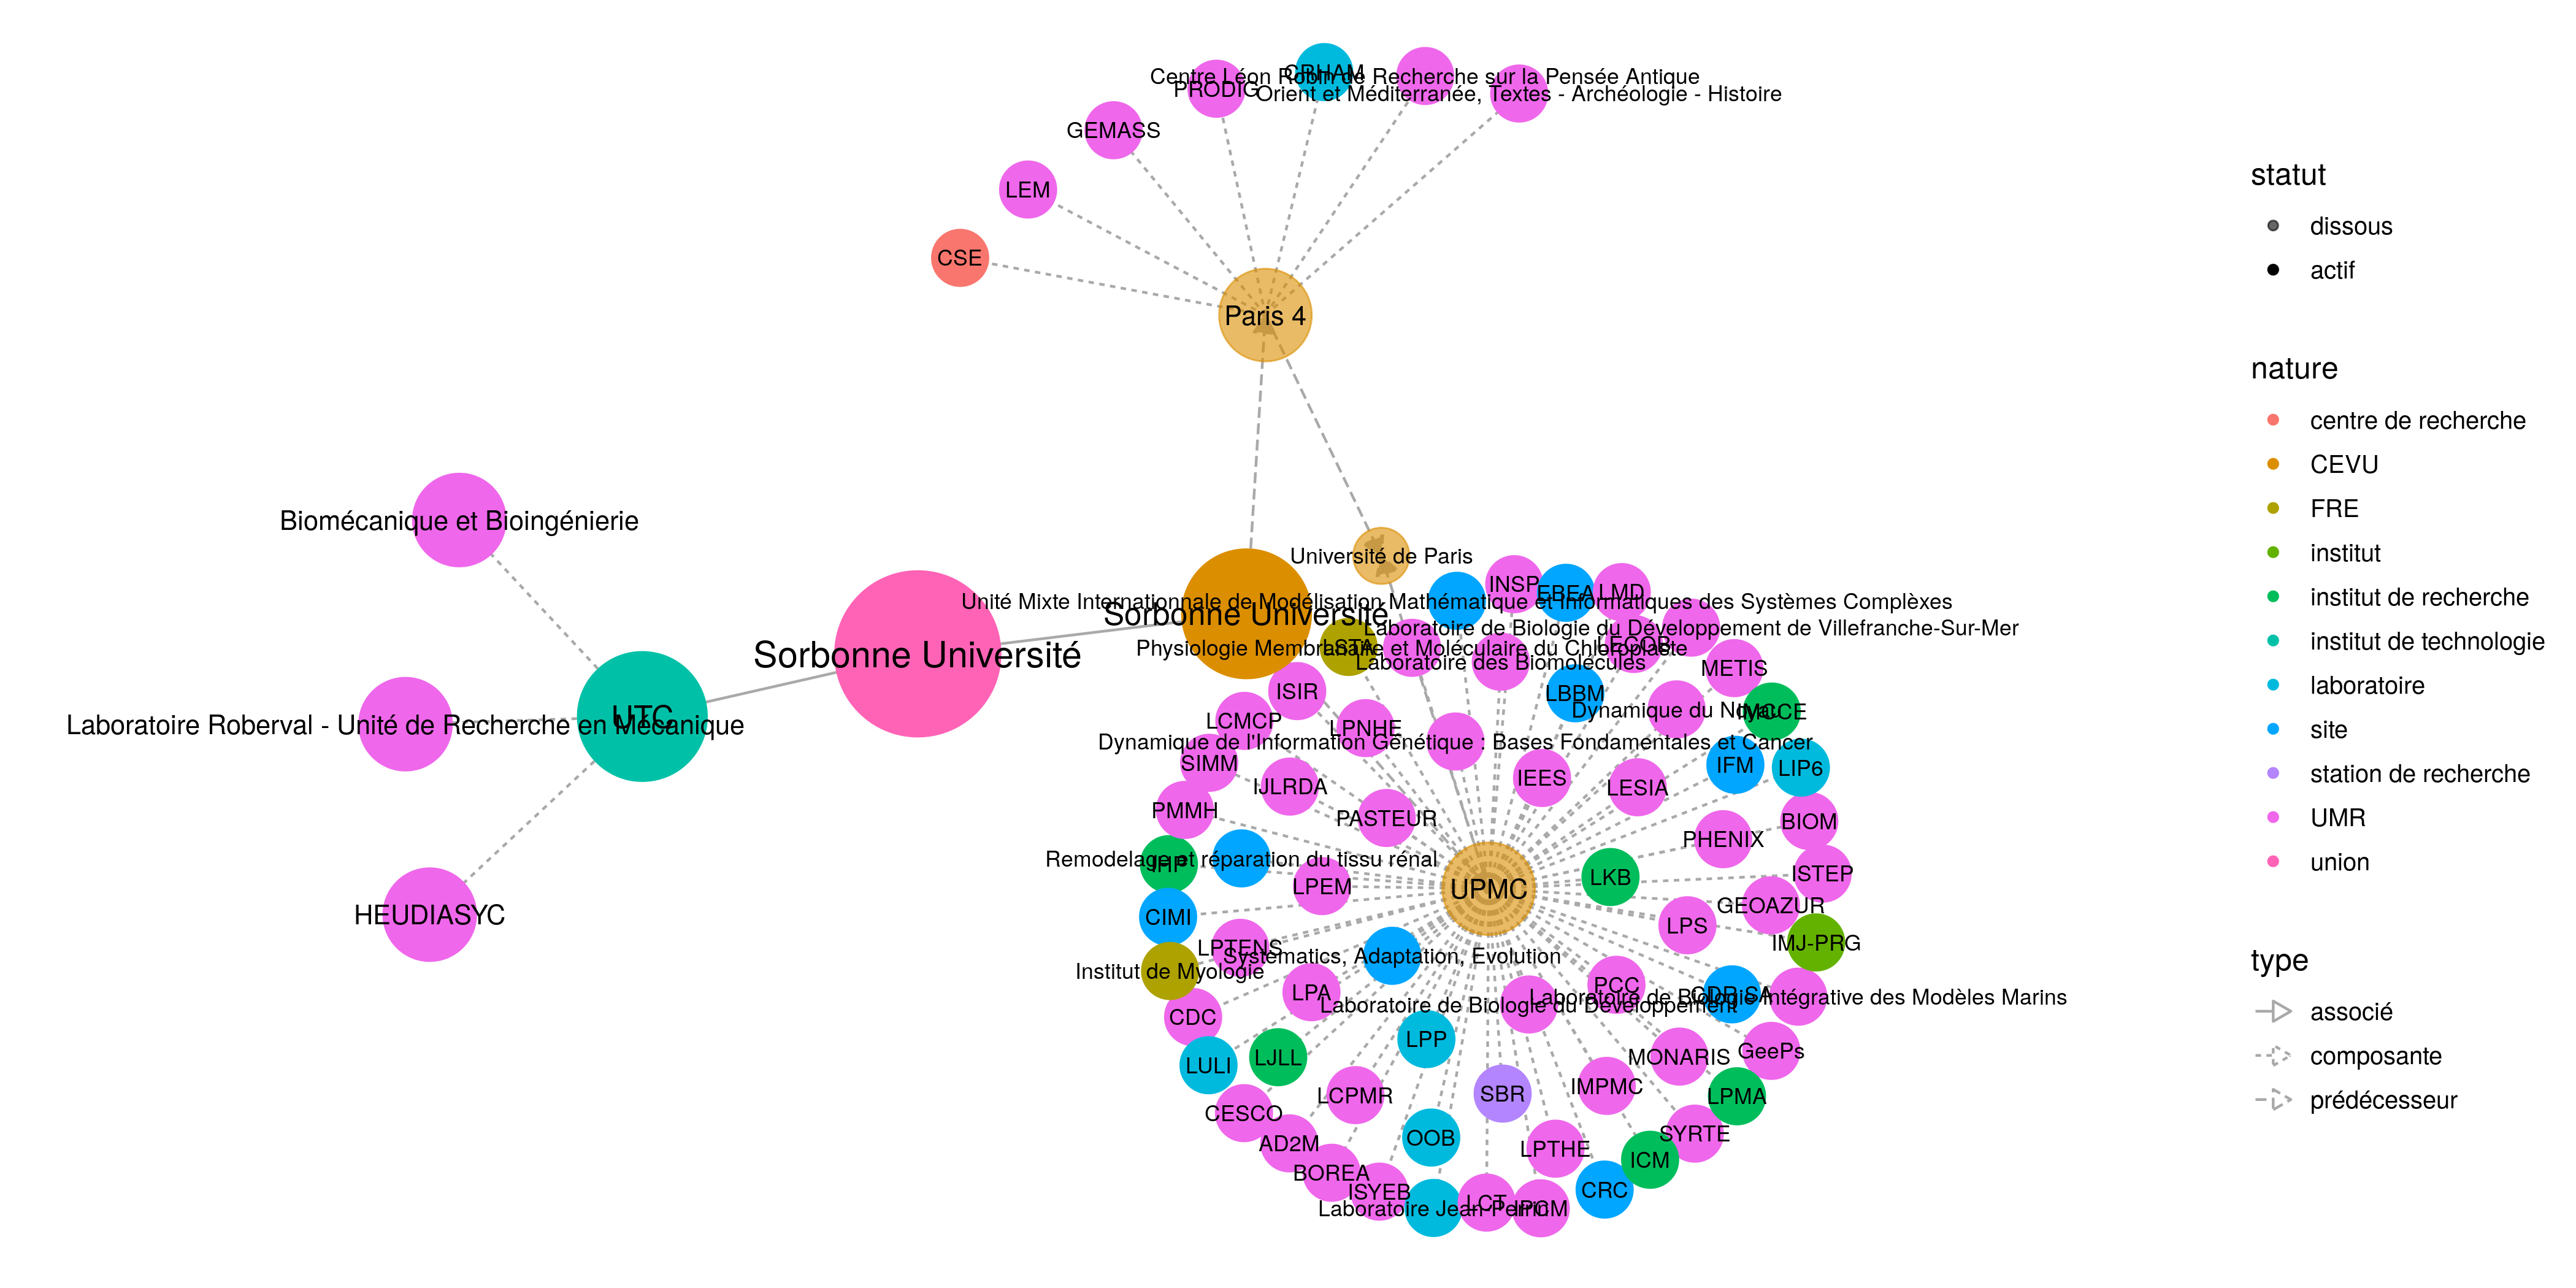 Centre Léon Robin de Recherche sur la Pensée Antique
CRHAM
PRODIG
Orient et Méditerranée, Textes - Archéologie - Histoire
GEMASS
LEM
CSE
Paris 4
Université de Paris
Biomécanique et Bioingénierie
Laboratoire Roberval - Unité de Recherche en Mécanique
UTC
HEUDIASYC
Sorbonne Université
Sorbonne Université
INSP
EBEA
LMD
Unité Mixte Internationnale de Modélisation Mathématique et Informatiques des Systèmes Complèxes
Laboratoire de Biologie du Développement de Villefranche-Sur-Mer
LSTA
Physiologie Membranaire et Moléculaire du Chloroplaste
LECOB
Laboratoire des Biomolécules
METIS
ISIR
LBBM
Dynamique du Noyau
IMCCE
LCMCP
LPNHE
Dynamique de l'Information Génétique : Bases Fondamentales et Cancer
SIMM
IFM
LIP6
IJLRDA
IEES
LESIA
PMMH
PASTEUR
BIOM
PHENIX
Remodelage et réparation du tissu rénal
IHP
LPEM
UPMC
LKB
ISTEP
GEOAZUR
CIMI
LPS
IMJ-PRG
LPTENS
Systématics, Adaptation, Evolution
Institut de Myologie
LPA
PCC
CDR SA
Laboratoire de Biologie Intégrative des Modèles Marins
Laboratoire de Biologie du Développement
CDC
LPP
LULI
LJLL
MONARIS
GeePs
LCPMR
SBR
IMPMC
LPMA
CESCO
AD2M
OOB
SYRTE
LPTHE
ICM
BOREA
ISYEB
CRC
Laboratoire Jean-Perrin
LCT
IPCM
statut
dissous
actif
nature
centre de recherche
CEVU
FRE
institut
institut de recherche
institut de technologie
laboratoire
site
station de recherche
UMR
union
type
associé
composante
prédécesseur